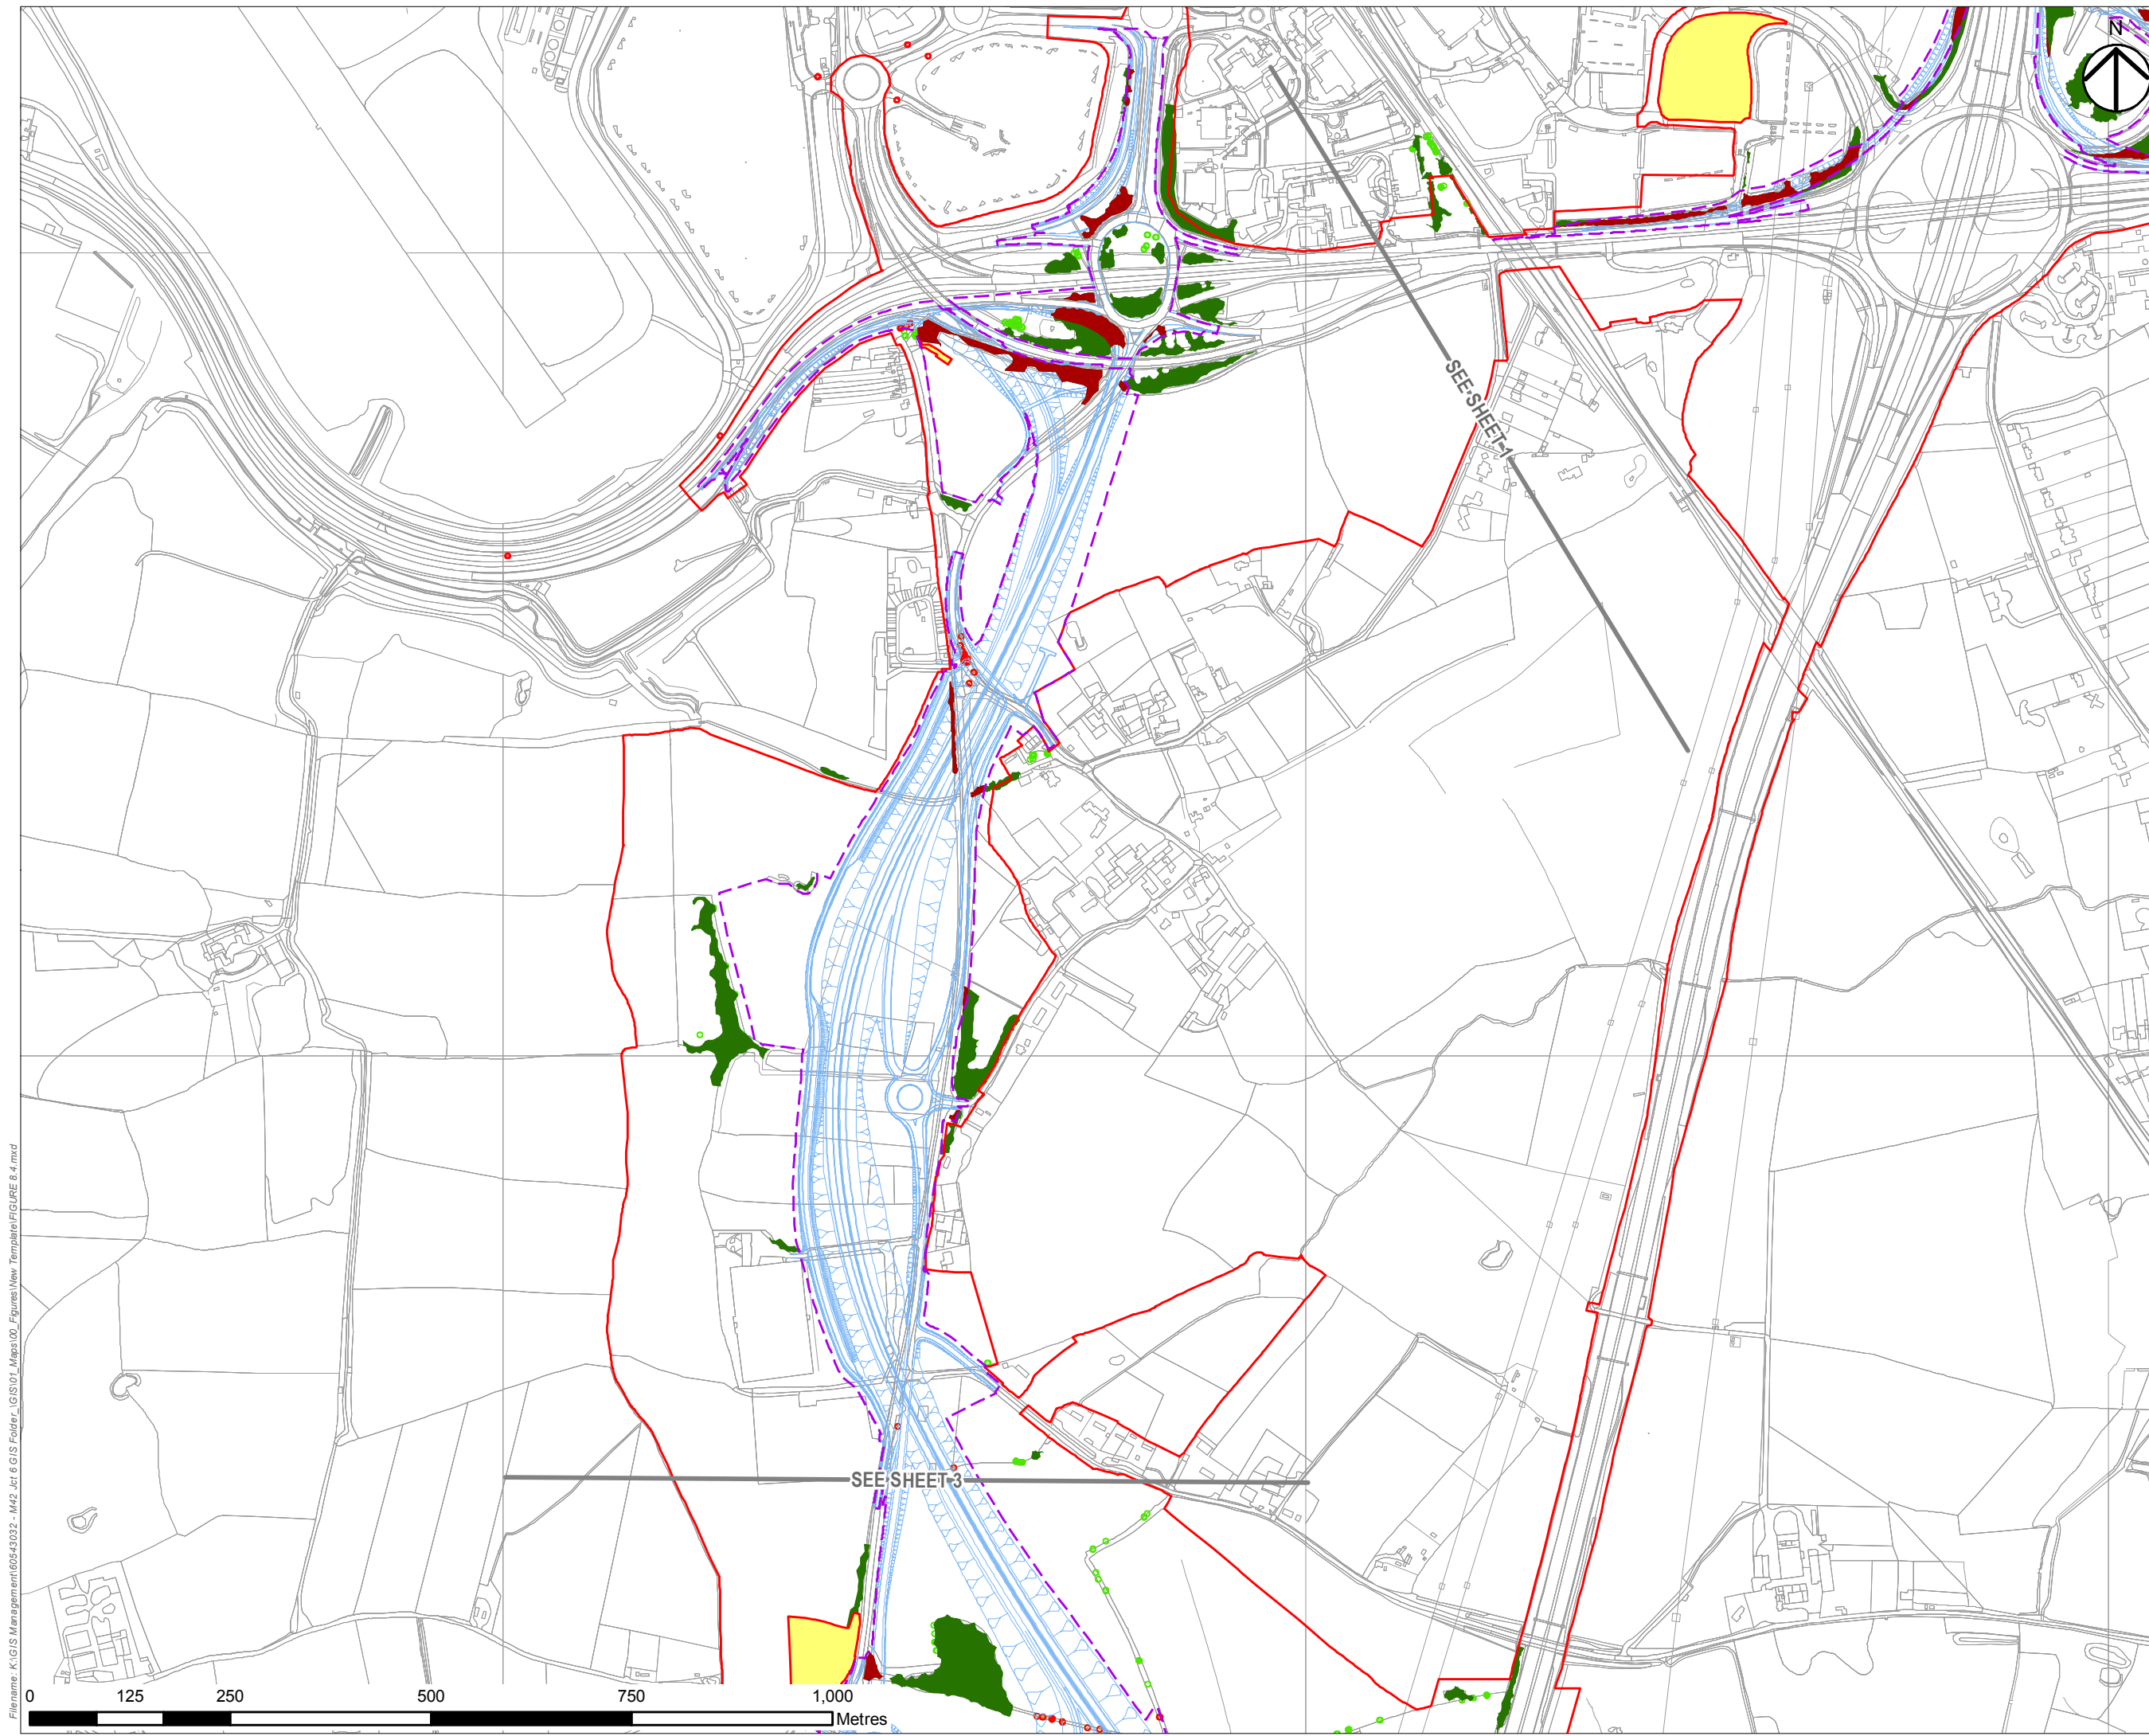 N
SEE SHEET 1
SEE SHEET 3
0 125 250 500 750 1,000
Metres
Filename: K:\GIS Management\60543032 - M42 Jct 6 GIS Folder_\GIS\01_Maps\00_Figures\New Template\FIGURE 8.4.mxd